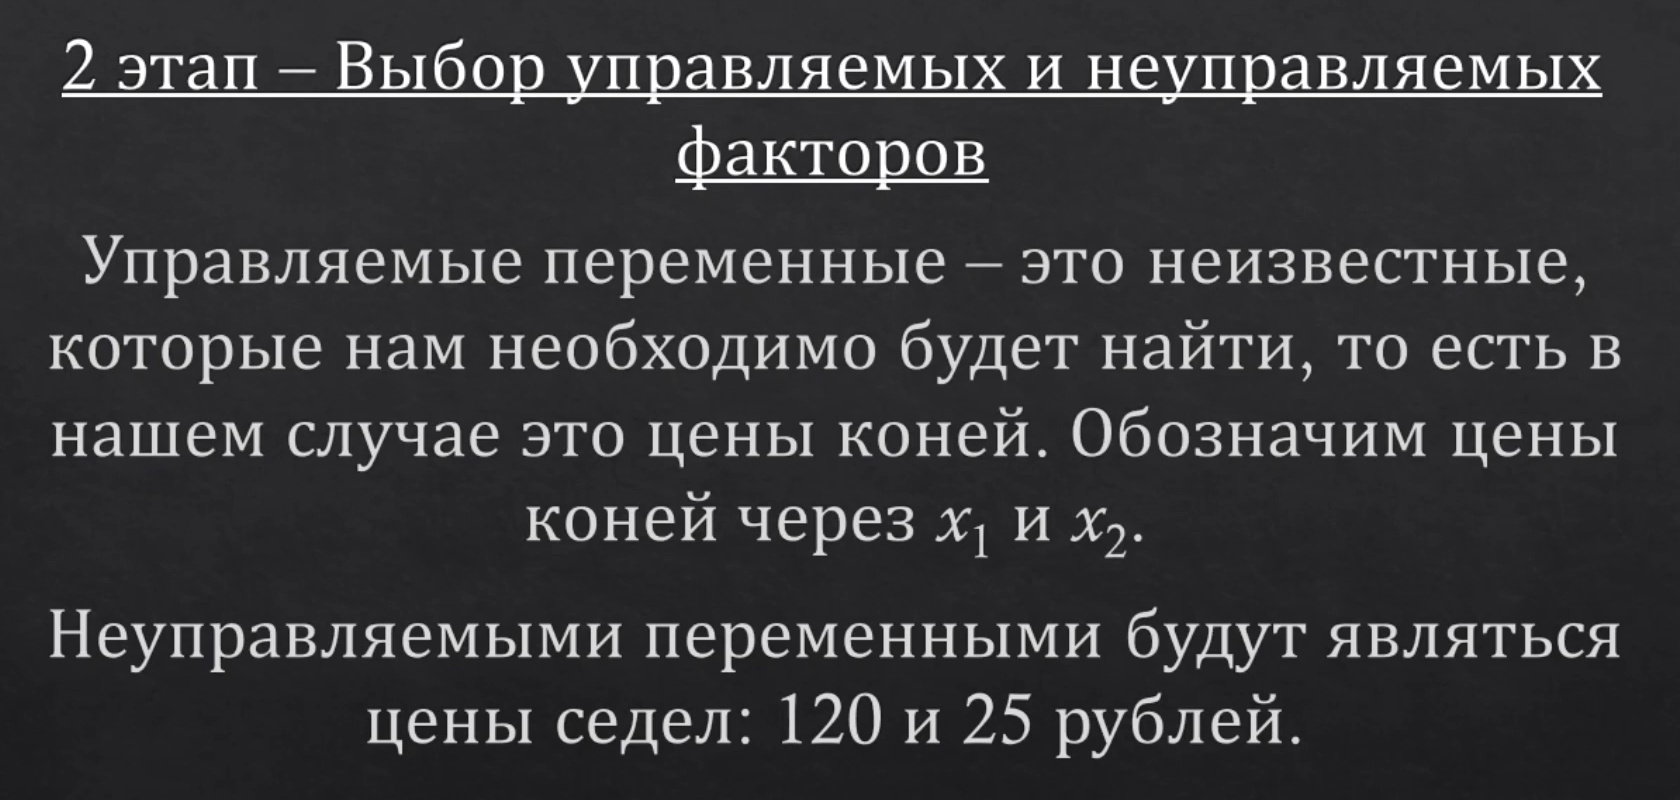 2 этап – Выбор управляемых и неуправляемых
факторов
Управляемые переменные – это неизвестные,
которые нам необходимо будет найти, то есть в
нашем случае это цены коней. Обозначим цены
коней через x₁ и x₂.
Неуправляемыми переменными будут являться
цены седел: 120 и 25 рублей.